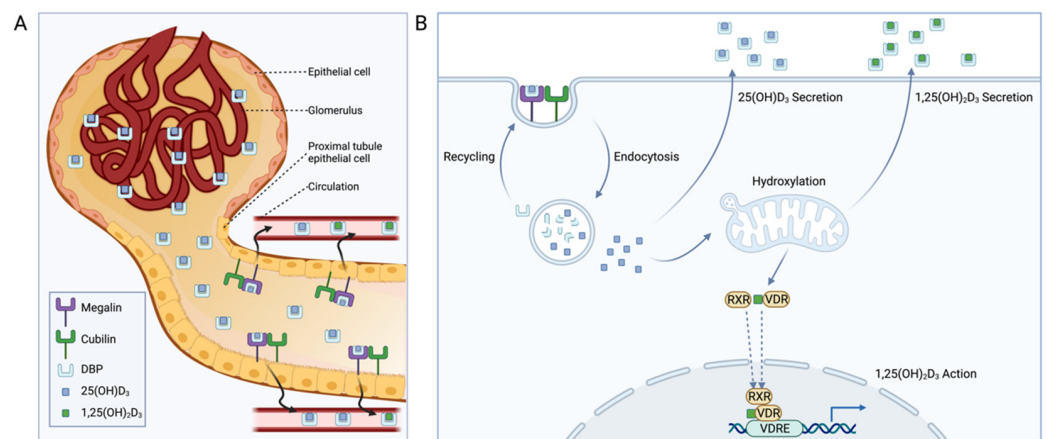 A
Epithelial cell
Glomerulus
Proximal tubule
epithelial cell
Circulation
Megalin
Cubilin
DBP
25(OH)D₃
1,25(OH)₂D₃
B
25(OH)D₃ Secretion
1,25(OH)₂D₃ Secretion
Recycling
Endocytosis
Hydroxylation
RXR
VDR
1,25(OH)₂D₃ Action
RXR
VDR
VDRE